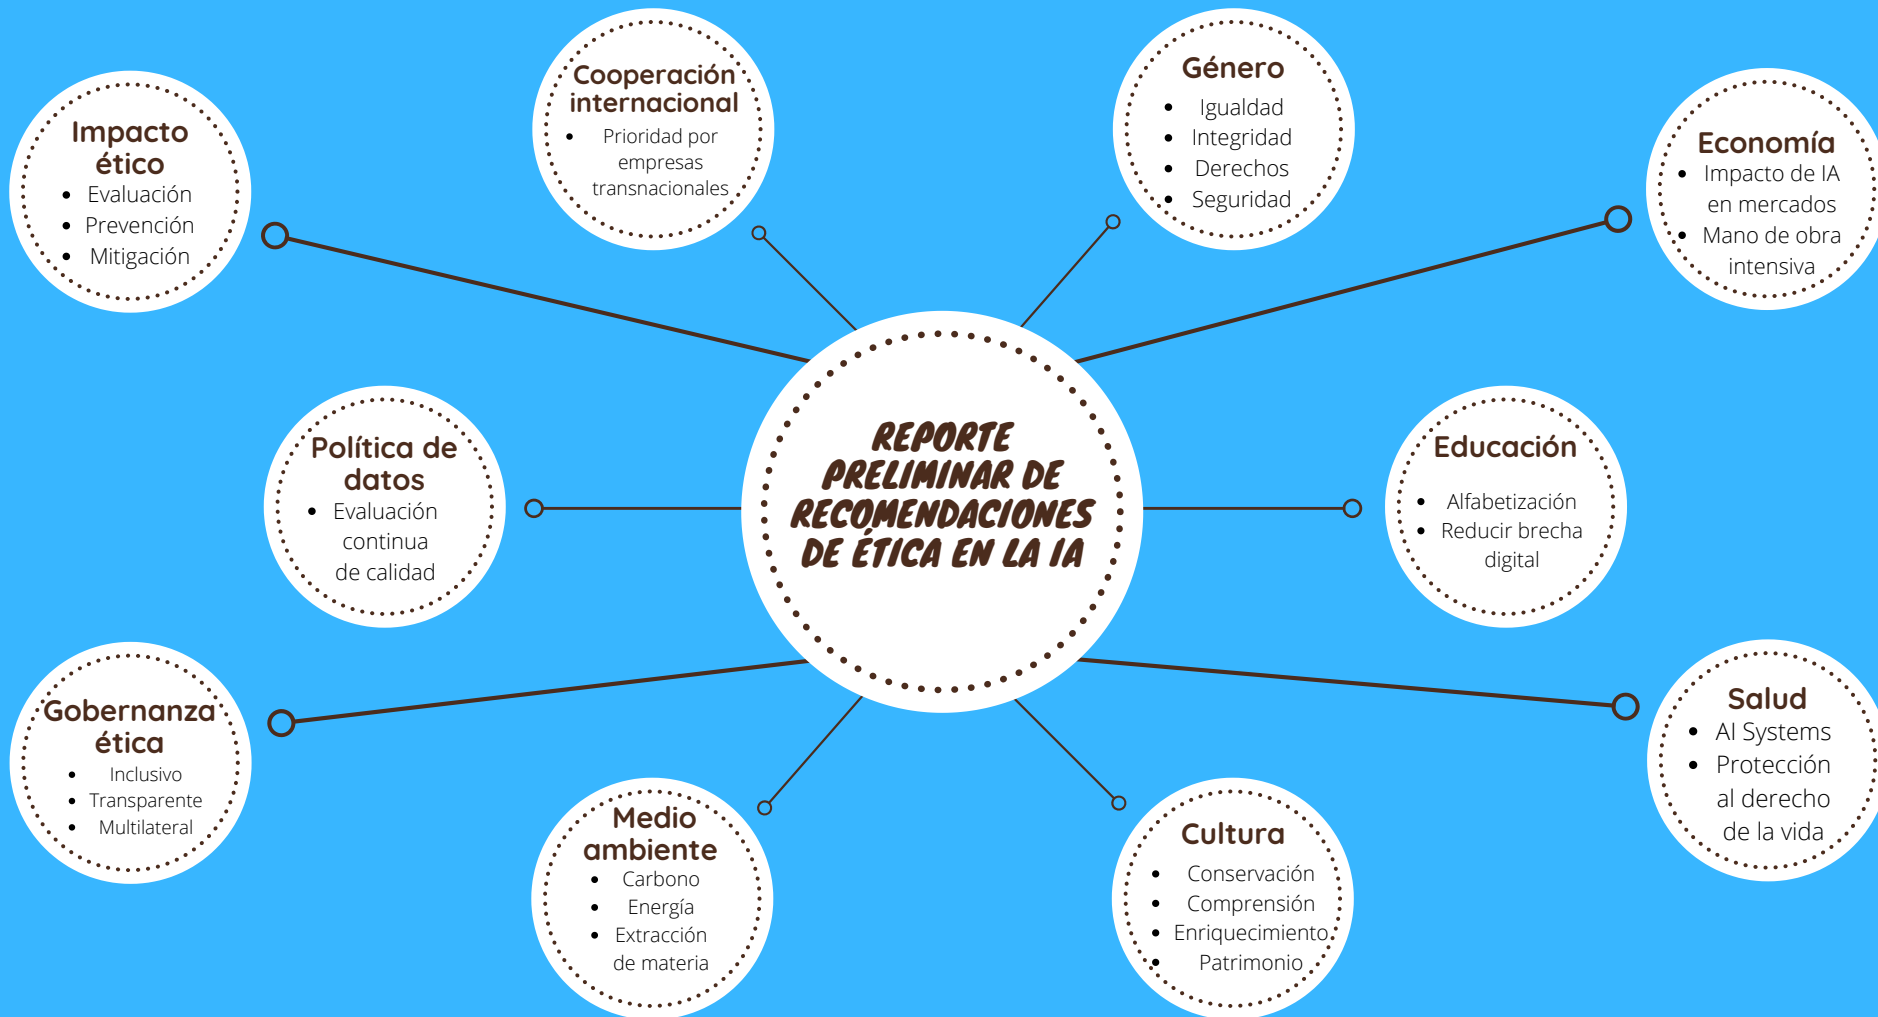 Impacto
ético
• Evaluación
• Prevención
• Mitigación
Cooperación
internacional
• Prioridad por
empresas
transnacionales
Género
• Igualdad
• Integridad
• Derechos
• Seguridad
Economía
• Impacto de IA
en mercados
• Mano de obra
intensiva
Política de
datos
• Evaluación
continua
de calidad
REPORTE
PRELIMINAR DE
RECOMENDACIONES
DE ÉTICA EN LA IA
Educación
• Alfabetización
• Reducir brecha
digital
Gobernanza
ética
• Inclusivo
• Transparente
• Multilateral
Medio
ambiente
• Carbono
• Energía
• Extracción
de materia
Cultura
• Conservación
• Comprensión
• Enriquecimiento
• Patrimonio
Salud
• AI Systems
• Protección
al derecho
de la vida